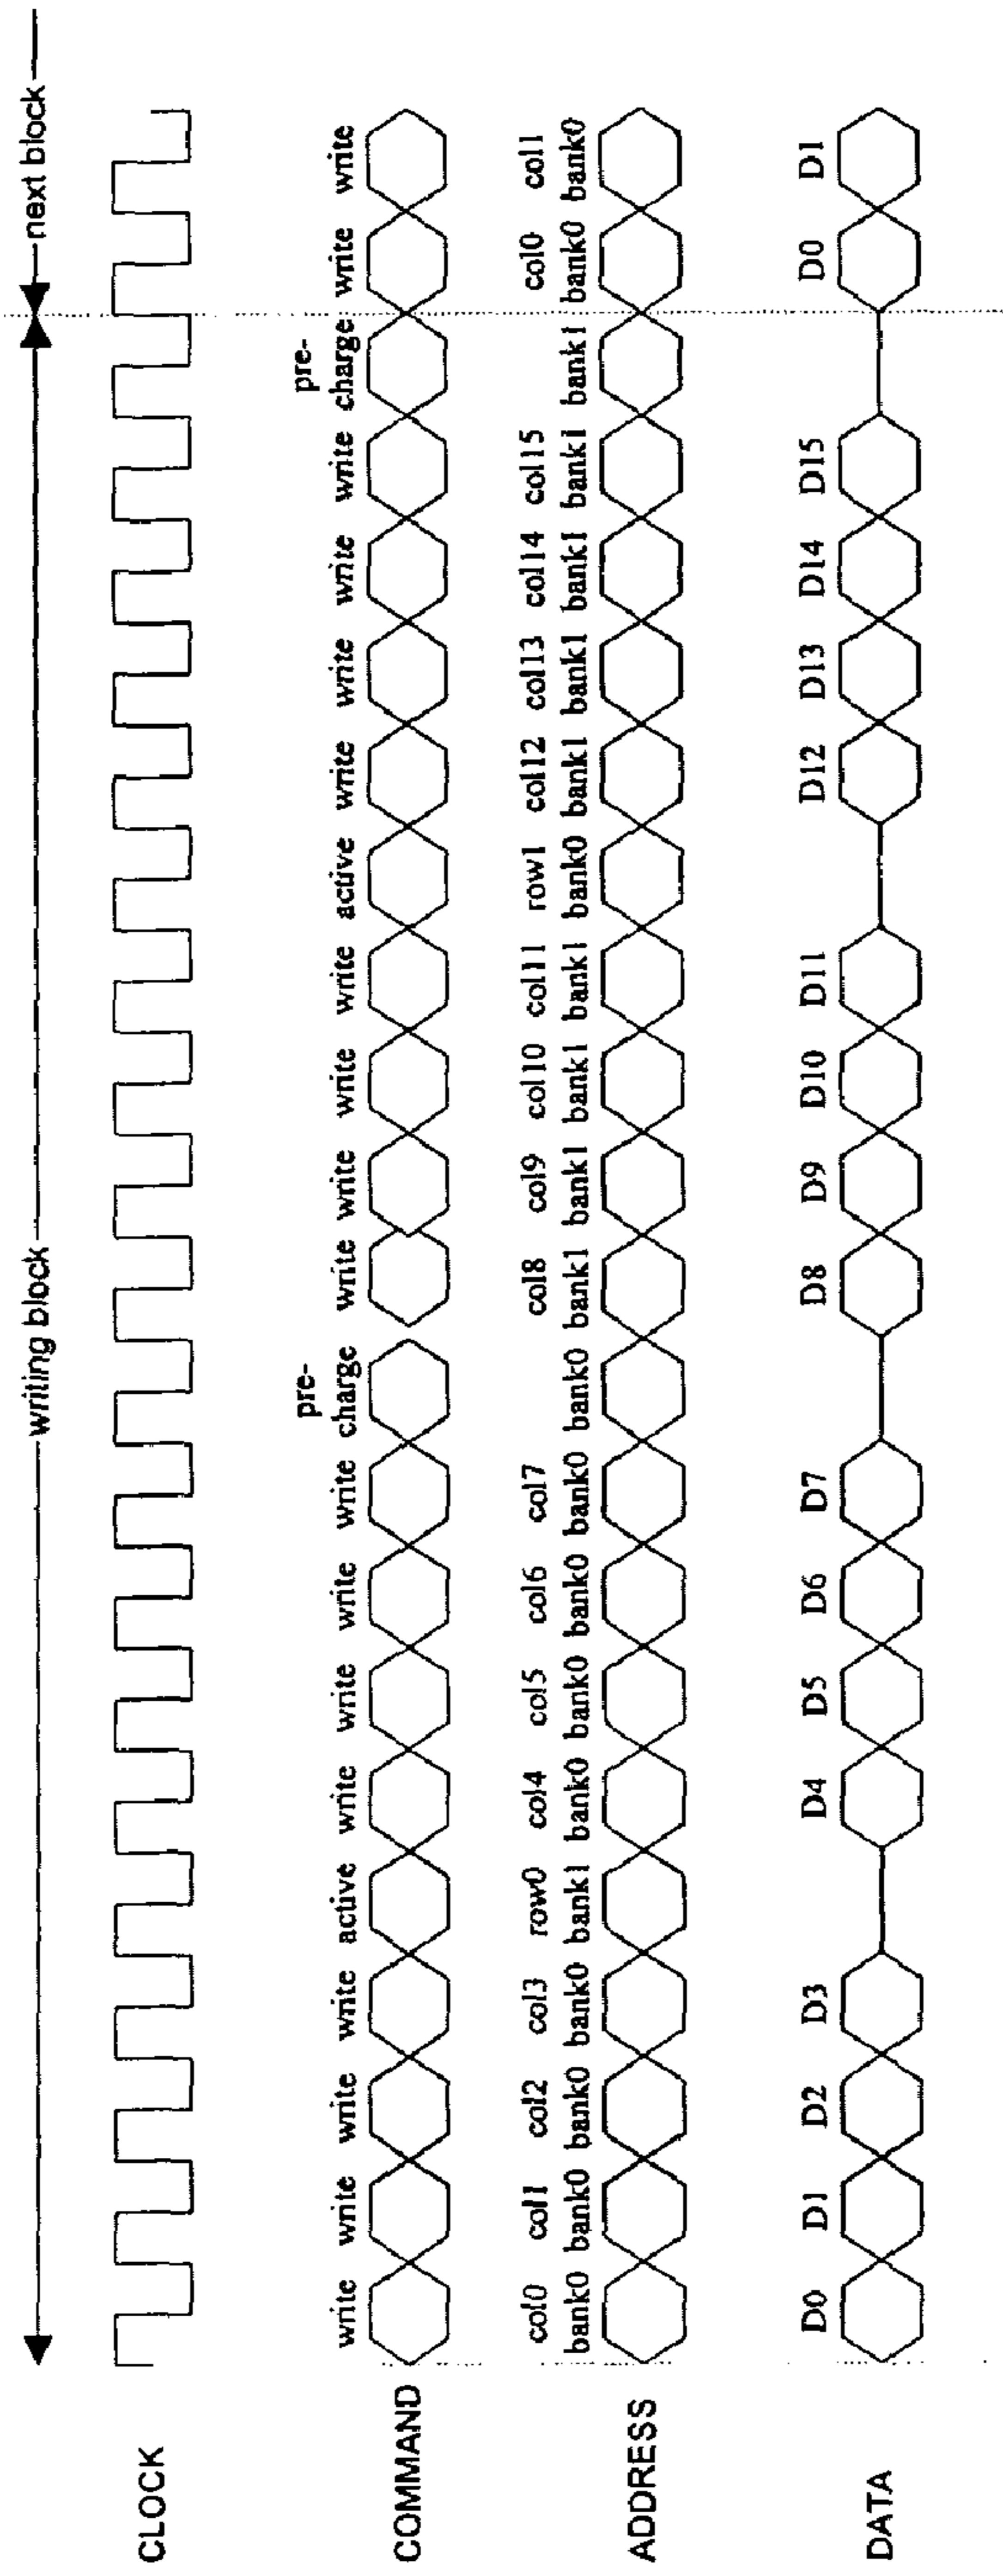 writing block next block
CLOCK
pre- pre-
COMMAND write write write write active write write write write charge write write write write active write write write write charge write write
col0 col1 col2 col3 row0 col4 col5 col6 col7 col8 col9 col10 col11 row1 col12 col13 col14 col15 col0 col1
ADDRESS bank0 bank0 bank0 bank0 bank1 bank0 bank0 bank0 bank0 bank0 bank1 bank1 bank1 bank1 bank0 bank1 bank1 bank1 bank1 bank1 bank0 bank0
DATA D0 D1 D2 D3 D4 D5 D6 D7 D8 D9 D10 D11 D12 D13 D14 D15 D0 D1